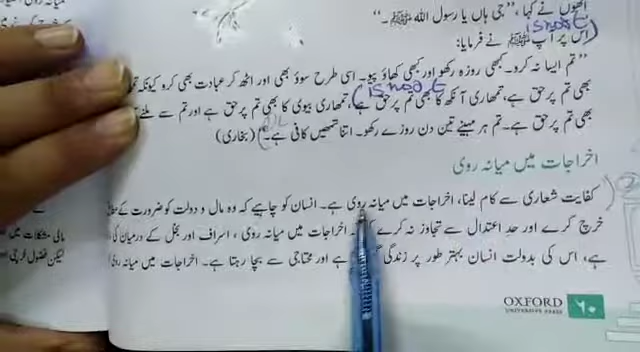 انھوں نے کہا، "جی ہاں یا رسول اللہ ﷺ۔"
اس پر آپ ﷺ نے فرمایا:
"تم ایسا نہ کرو۔ کبھی روزہ رکھو اور کبھی کھاؤ پیو۔ اسی طرح سوؤ بھی اور اٹھ کر عبادت بھی کرو کیونکہ
بھی تم پر حق ہے، تمھاری آنکھ کا بھی تم پر حق ہے، تمھاری بیوی کا بھی تم پر حق ہے اور تم سے ملنے
بھی تم پر حق ہے۔ تم ہر مہینے تین دن روزے رکھو۔ اتنا تمھیں کافی ہے۔" (بخاری)
اخراجات میں میانہ روی
کفایت شعاری سے کام لینا، اخراجات میں میانہ روی ہے۔ انسان کو چاہیے کہ وہ مال و دولت کو ضرورت کے
خرچ کرے اور حد اعتدال سے تجاوز نہ کرے اخراجات میں میانہ روی، اسراف اور بخل کے درمیان کی
ہے، اس کی بدولت انسان بہتر طور پر زندگی ہے اور محتاجی سے بچا رہتا ہے۔ اخراجات میں میانہ روی
مالی مشکلات میں
لیکن فضول خرچی
OXFORD
UNIVERSITY PRESS
۶۰